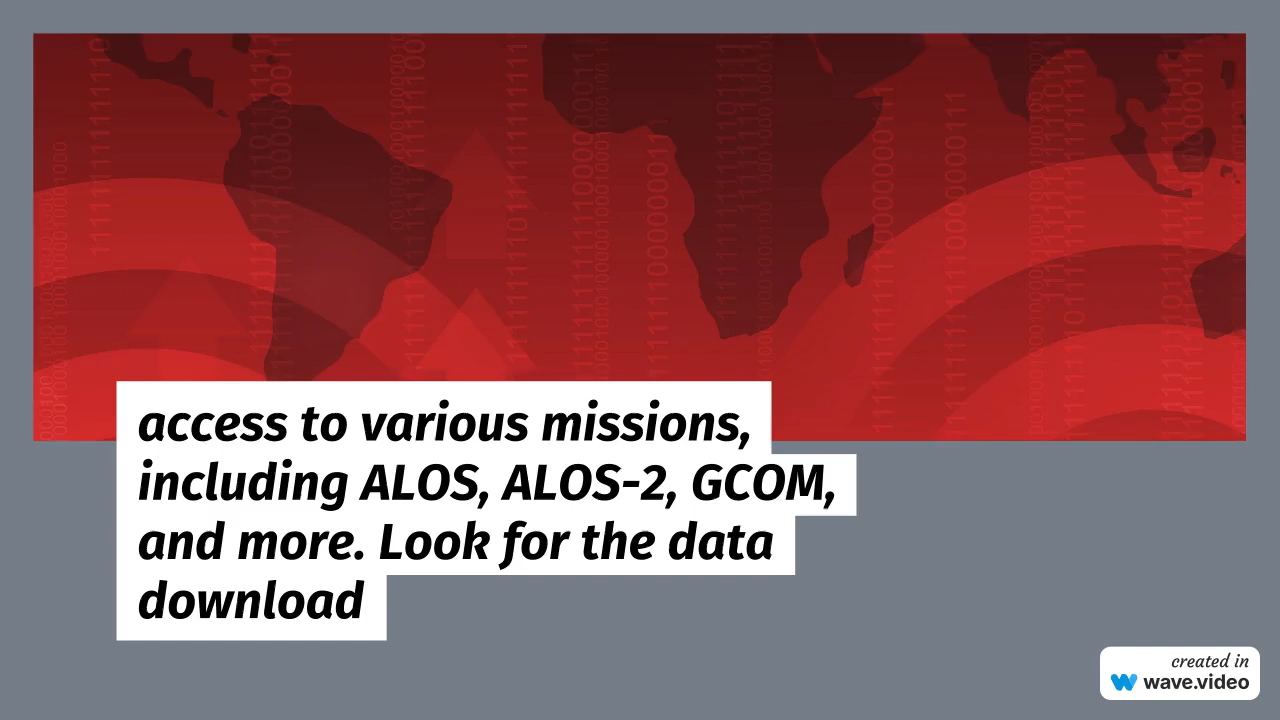 access to various missions,
including ALOS, ALOS-2, GCOM,
and more. Look for the data
download
created in
wave.video